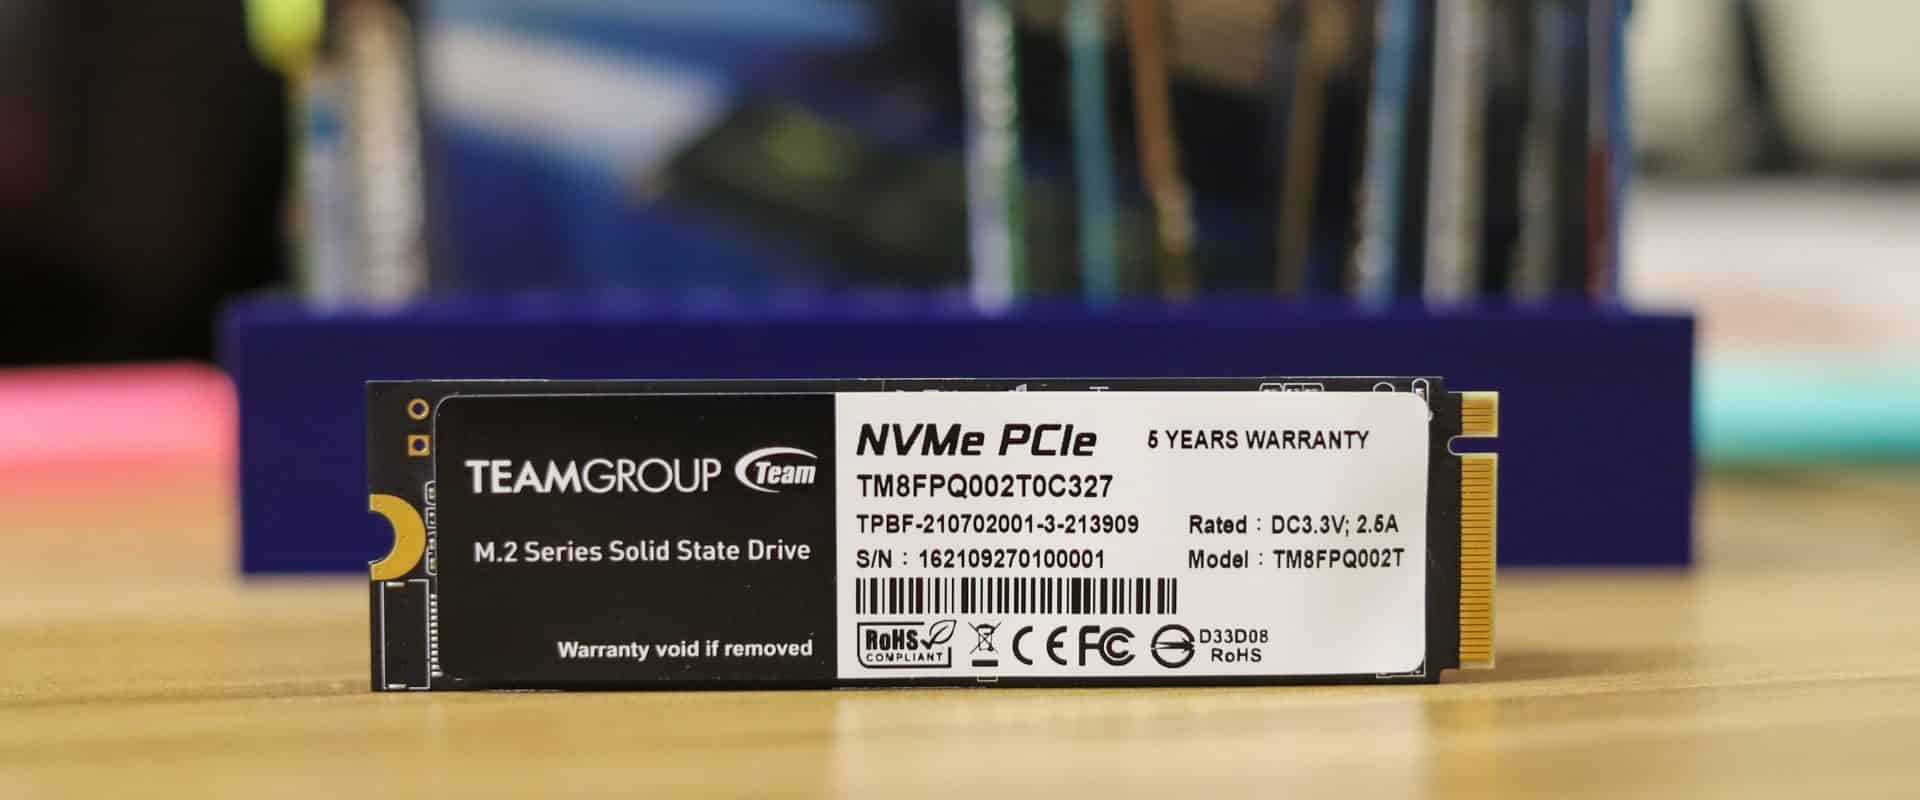 TEAMGROUP Team
M.2 Series Solid State Drive
Warranty void if removed
NVMe PCIe 5 YEARS WARRANTY
TM8FPQ002T0C327
TPBF-210702001-3-213909 Rated : DC3.3V; 2.5A
S/N : 162109270100001 Model : TM8FPQ002T
RoHS COMPLIANT CE FC D33D08
RoHS